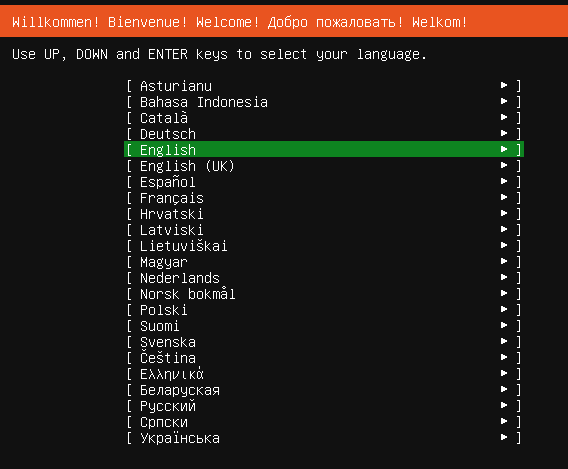 Willkommen! Bienvenue! Welcome! Добро пожаловать! Welkom!
Use UP, DOWN and ENTER keys to select your language.
[ Asturianu ► ]
[ Bahasa Indonesia ► ]
[ Català ► ]
[ Deutsch ► ]
[ English ► ]
[ English (UK) ► ]
[ Español ► ]
[ Français ► ]
[ Hrvatski ► ]
[ Latviski ► ]
[ Lietuviškai ► ]
[ Magyar ► ]
[ Nederlands ► ]
[ Norsk bokmål ► ]
[ Polski ► ]
[ Suomi ► ]
[ Svenska ► ]
[ Čeština ► ]
[ Ελληνικά ► ]
[ Беларуская ► ]
[ Русский ► ]
[ Српски ► ]
[ Українська ► ]